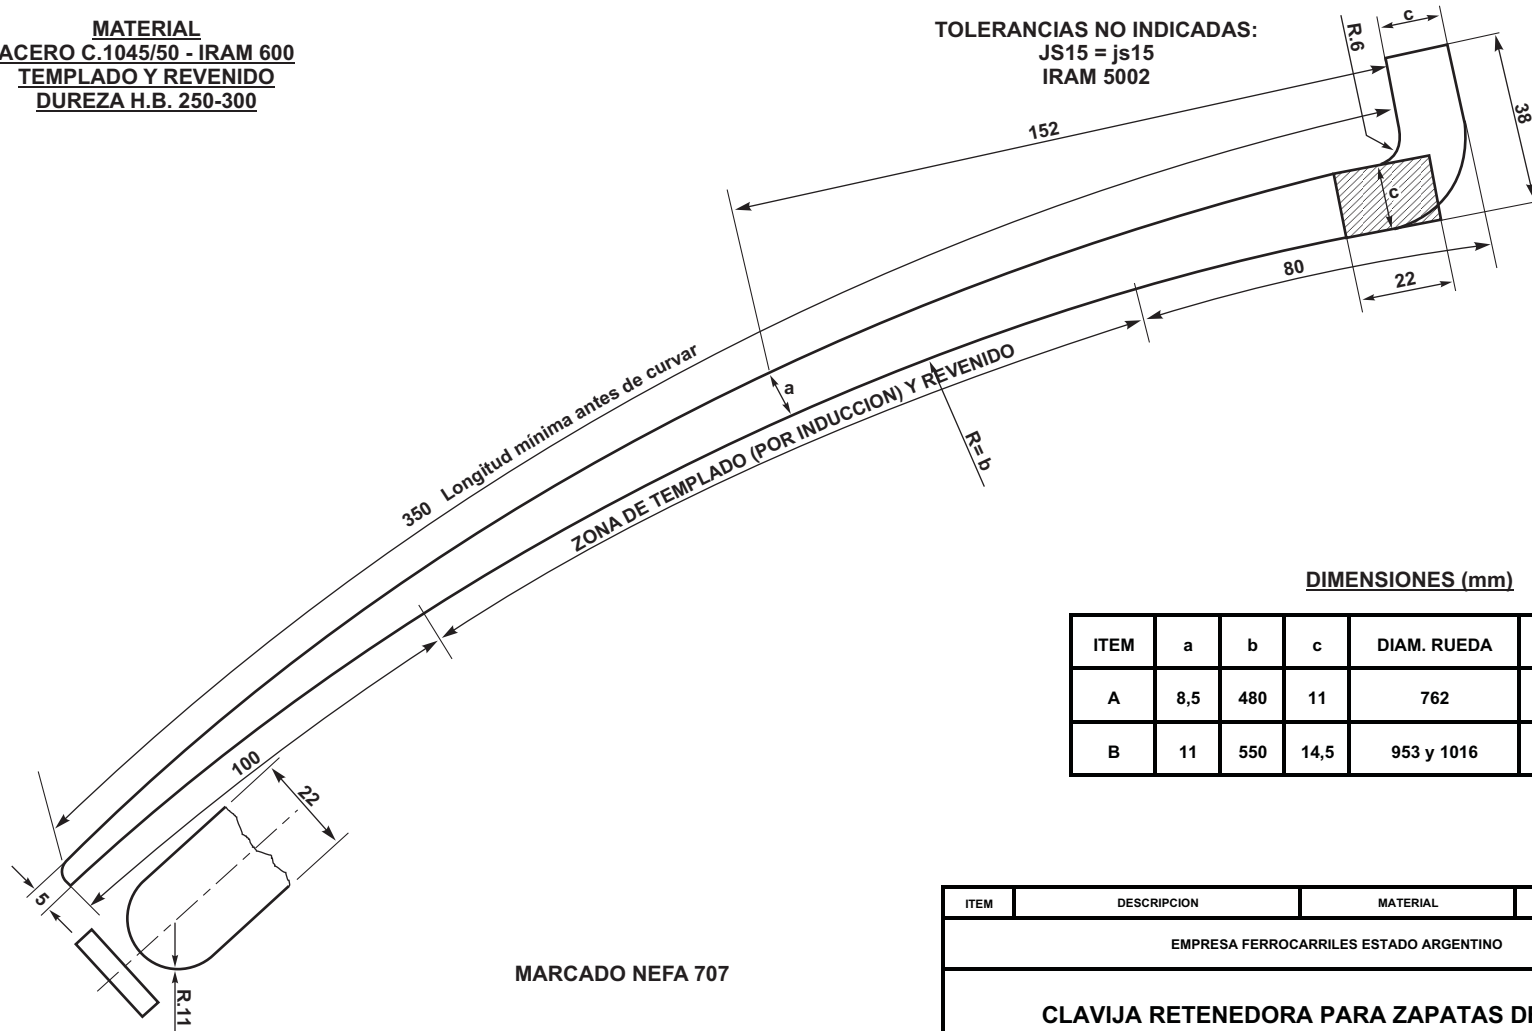 MATERIAL
ACERO C.1045/50 - IRAM 600
TEMPLADO Y REVENIDO
DUREZA H.B. 250-300
TOLERANCIAS NO INDICADAS:
JS15 = js15
IRAM 5002
R.6
c
38
152
c
80
22
a
350 Longitud mínima antes de curvar
ZONA DE TEMPLADO (POR INDUCCION) Y REVENIDO
R= b
100
22
5
R.11
DIMENSIONES (mm)
ITEM a b c DIAM. RUEDA
A 8,5 480 11 762
B 11 550 14,5 953 y 1016
MARCADO NEFA 707
ITEM DESCRIPCION MATERIAL
EMPRESA FERROCARRILES ESTADO ARGENTINO
CLAVIJA RETENEDORA PARA ZAPATAS